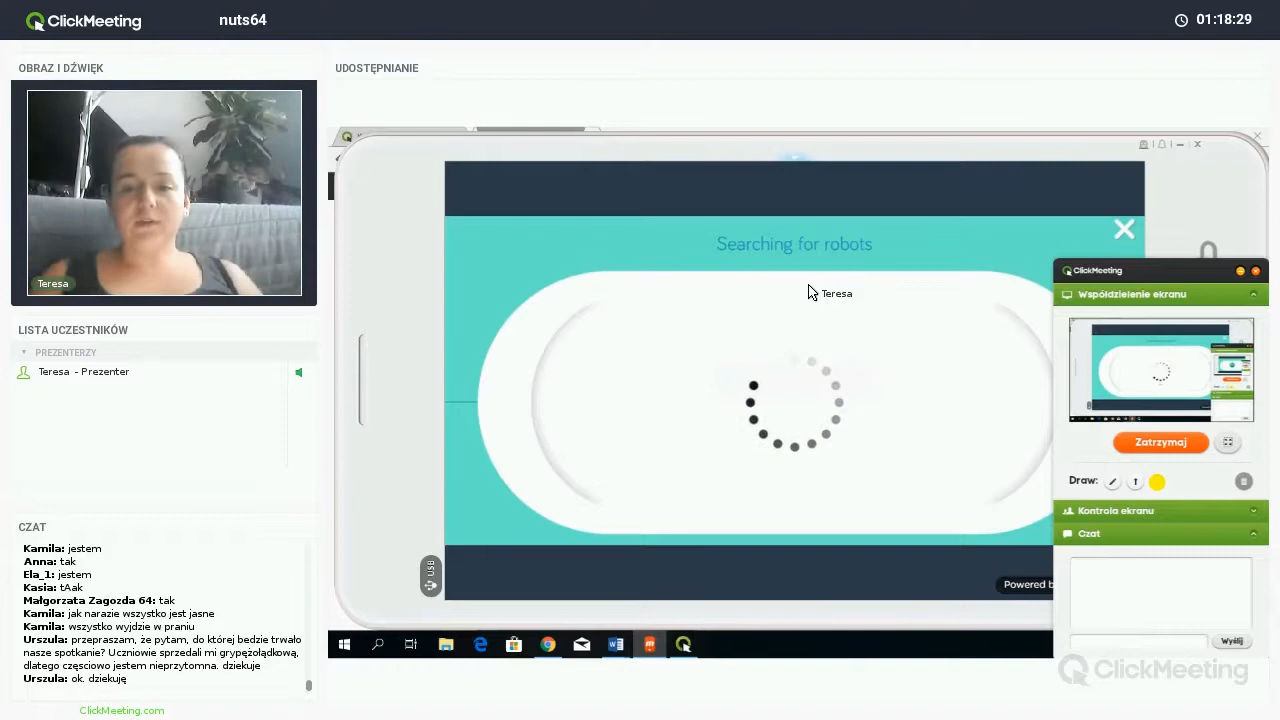 ClickMeeting
nuts64
01:18:29
OBRAZ I DŹWIĘK
UDOSTĘPNIANIE
Teresa
LISTA UCZESTNIKÓW
PREZENTERZY
Teresa - Prezenter
CZAT
Kamila: jestem
Anna: tak
Ela_1: jestem
Kasia: tAak
Małgorzata Zagozda 64: tak
Kamila: jak narazie wszystko jest jasne
Kamila: wszystko wyjdzie w praniu
Urszula: przepraszam, że pytam, do której bedzie trwało
nasze spotkanie? Uczniowie sprzedali mi grypężołądkową,
dlatego częsciowo jestem nieprzytomna. dziekuje
Urszula: ok. dziekuję
ClickMeeting.com
Searching for robots
Teresa
USB
Powered by
ClickMeeting
Współdzielenie ekranu
Zatrzymaj
Draw:
Kontrola ekranu
Czat
Wyślij
ClickMeeting